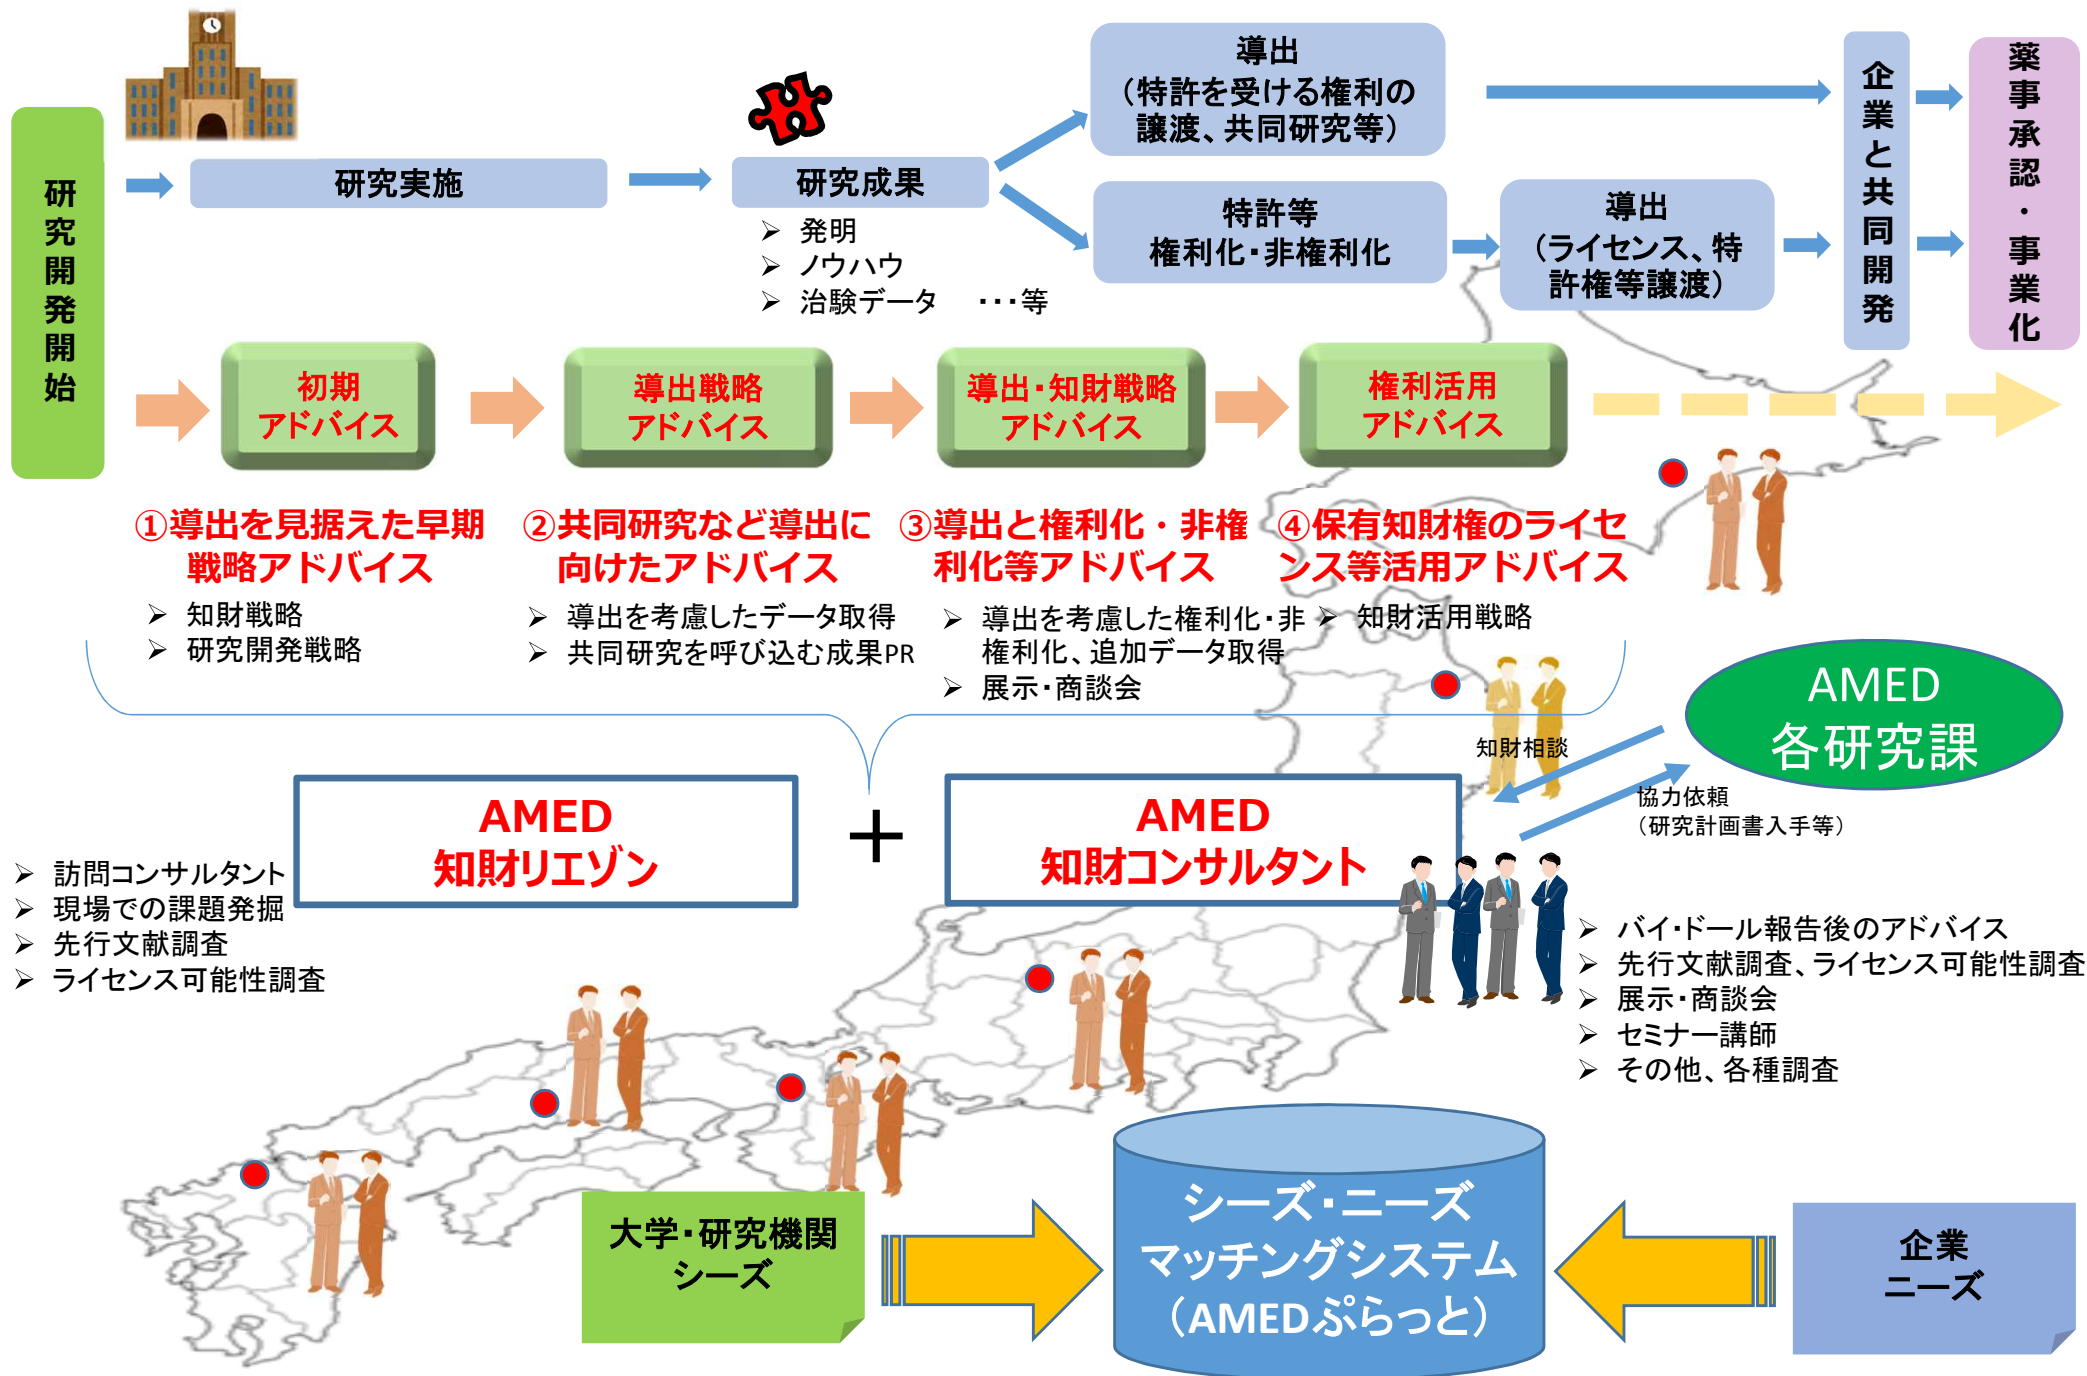 研究開発開始
研究実施
研究成果
➢ 発明
➢ ノウハウ
➢ 治験データ ・・・等
導出
（特許を受ける権利の
譲渡、共同研究等）
特許等
権利化・非権利化
導出
（ライセンス、特
許権等譲渡）
企業と共同開発
薬事承認・事業化
初期
アドバイス
導出戦略
アドバイス
導出・知財戦略
アドバイス
権利活用
アドバイス
①導出を見据えた早期
戦略アドバイス
➢ 知財戦略
➢ 研究開発戦略
②共同研究など導出に
向けたアドバイス
➢ 導出を考慮したデータ取得
➢ 共同研究を呼び込む成果PR
③導出と権利化・非権
利化等アドバイス
➢ 導出を考慮した権利化・非
権利化、追加データ取得
➢ 展示・商談会
④保有知財権のライセ
ンス等活用アドバイス
➢ 知財活用戦略
AMED
各研究課
知財相談
協力依頼
（研究計画書入手等）
AMED
知財リエゾン
＋
AMED
知財コンサルタント
➢ 訪問コンサルタント
➢ 現場での課題発掘
➢ 先行文献調査
➢ ライセンス可能性調査
➢ バイ・ドール報告後のアドバイス
➢ 先行文献調査、ライセンス可能性調査
➢ 展示・商談会
➢ セミナー講師
➢ その他、各種調査
大学・研究機関
シーズ
シーズ・ニーズ
マッチングシステム
（AMEDぷらっと）
企業
ニーズ